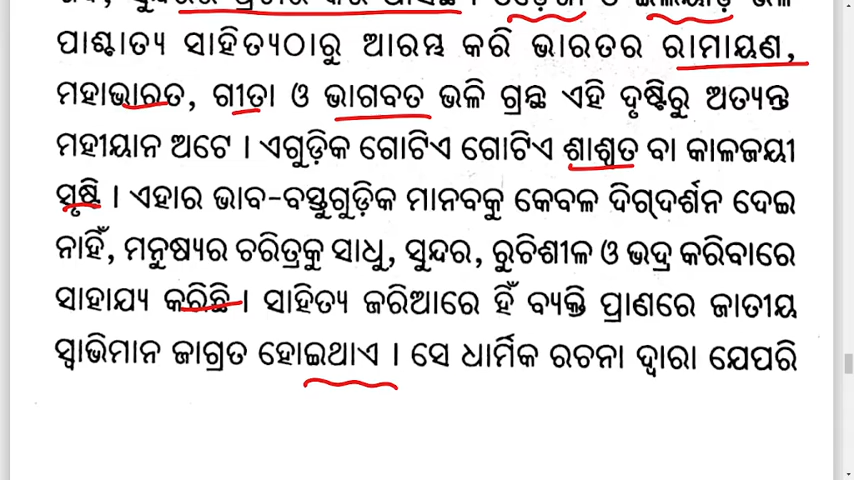 ପାଶ୍ଚାତ୍ୟ ସାହିତ୍ୟଠାରୁ ଆରମ୍ଭ କରି ଭାରତର ରାମାୟଣ,
ମହାଭାରତ, ଗୀତା ଓ ଭାଗବତ ଭଳି ଗ୍ରନ୍ଥ ଏହି ଦୃଷ୍ଟିରୁ ଅତ୍ୟନ୍ତ
ମହୀୟାନ ଅଟେ । ଏଗୁଡ଼ିକ ଗୋଟିଏ ଗୋଟିଏ ଶାଶ୍ୱତ ବା କାଳଜୟୀ
ସୃଷ୍ଟି । ଏହାର ଭାବ-ବସ୍ତୁଗୁଡ଼ିକ ମାନବକୁ କେବଳ ଦିଗ୍‌ଦର୍ଶନ ଦେଇ
ନାହିଁ, ମନୁଷ୍ୟର ଚରିତ୍ରକୁ ସାଧୁ, ସୁନ୍ଦର, ରୁଚିଶୀଳ ଓ ଭଦ୍ର କରିବାରେ
ସାହାଯ୍ୟ କରିଛି । ସାହିତ୍ୟ ଜରିଆରେ ହିଁ ବ୍ୟକ୍ତି ପ୍ରାଣରେ ଜାତୀୟ
ସ୍ୱାଭିମାନ ଜାଗ୍ରତ ହୋଇଥାଏ । ସେ ଧାର୍ମିକ ରଚନା ଦ୍ୱାରା ଯେପରି